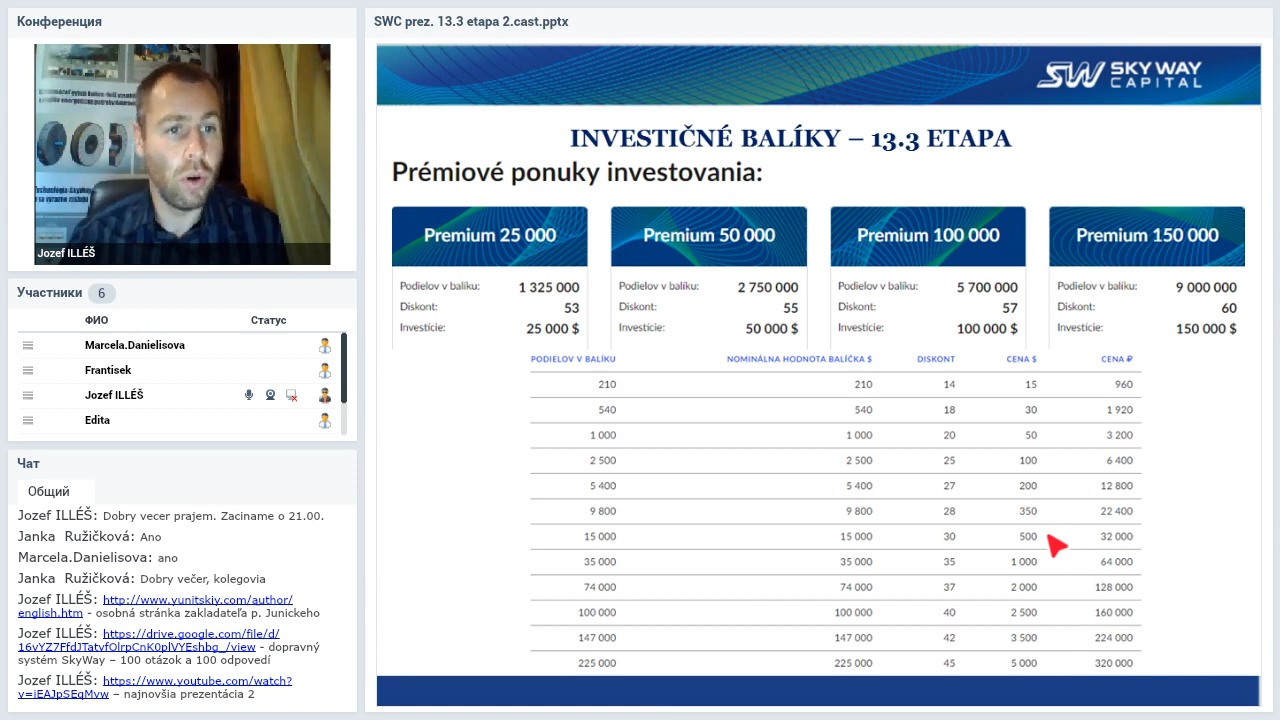 Конференция
Jozef ILLÉŠ
Участники 6
ФИО Статус
Marcela.Danielisova
Frantisek
Jozef ILLÉŠ
Edita
Чат
Общий
Jozef ILLÉŠ: Dobry vecer prajem. Zaciname o 21.00.
Janka Ružičková: Ano
Marcela.Danielisova: ano
Janka Ružičková: Dobry večer, kolegovia
Jozef ILLÉŠ: http://www.yunitskiy.com/author/
english.htm - osobná stránka zakladateľa p. Junickeho
Jozef ILLÉŠ: https://drive.google.com/file/d/
16vYZ7FfdJTatvfOlrpCnK0plVYEshbg_/view - dopravný
systém SkyWay – 100 otázok a 100 odpovedí
Jozef ILLÉŠ: https://www.youtube.com/watch?
v=iEAJpSEqMvw – najnovšia prezentácia 2
SWC prez. 13.3 etapa 2.cast.pptx
SW SKY WAY
CAPITAL
INVESTIČNÉ BALÍKY – 13.3 ETAPA
Prémiové ponuky investovania:
Premium 25 000
Podielov v balíku: 1 325 000
Diskont: 53
Investície: 25 000 $
Premium 50 000
Podielov v balíku: 2 750 000
Diskont: 55
Investície: 50 000 $
Premium 100 000
Podielov v balíku: 5 700 000
Diskont: 57
Investície: 100 000 $
Premium 150 000
Podielov v balíku: 9 000 000
Diskont: 60
Investície: 150 000 $
PODIELOV V BALÍKU NOMINÁLNA HODNOTA BALÍČKA $ DISKONT CENA $ CENA ₽
210 210 14 15 960
540 540 18 30 1 920
1 000 1 000 20 50 3 200
2 500 2 500 25 100 6 400
5 400 5 400 27 200 12 800
9 800 9 800 28 350 22 400
15 000 15 000 30 500 32 000
35 000 35 000 35 1 000 64 000
74 000 74 000 37 2 000 128 000
100 000 100 000 40 2 500 160 000
147 000 147 000 42 3 500 224 000
225 000 225 000 45 5 000 320 000